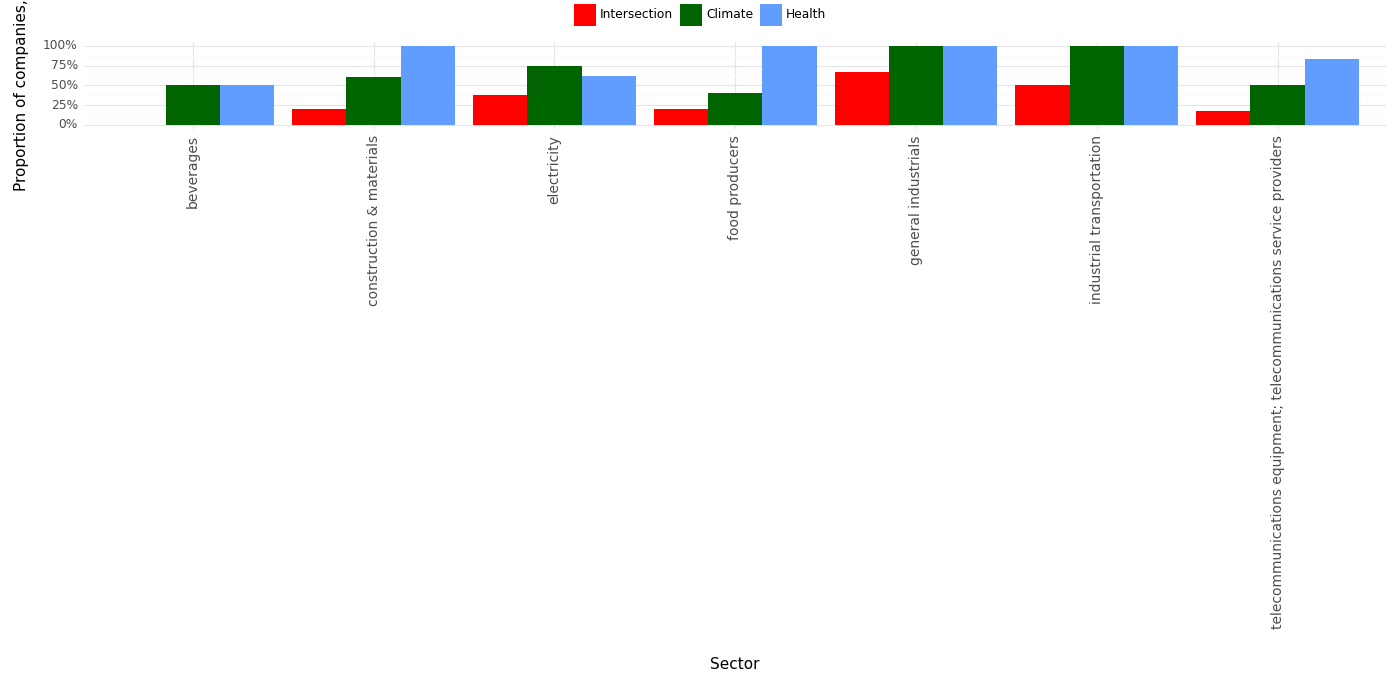 Intersection Climate Health
Proportion of companies,
100%
75%
50%
25%
0%
beverages
construction & materials
electricity
food producers
general industrials
industrial transportation
telecommunications equipment; telecommunications service providers
Sector